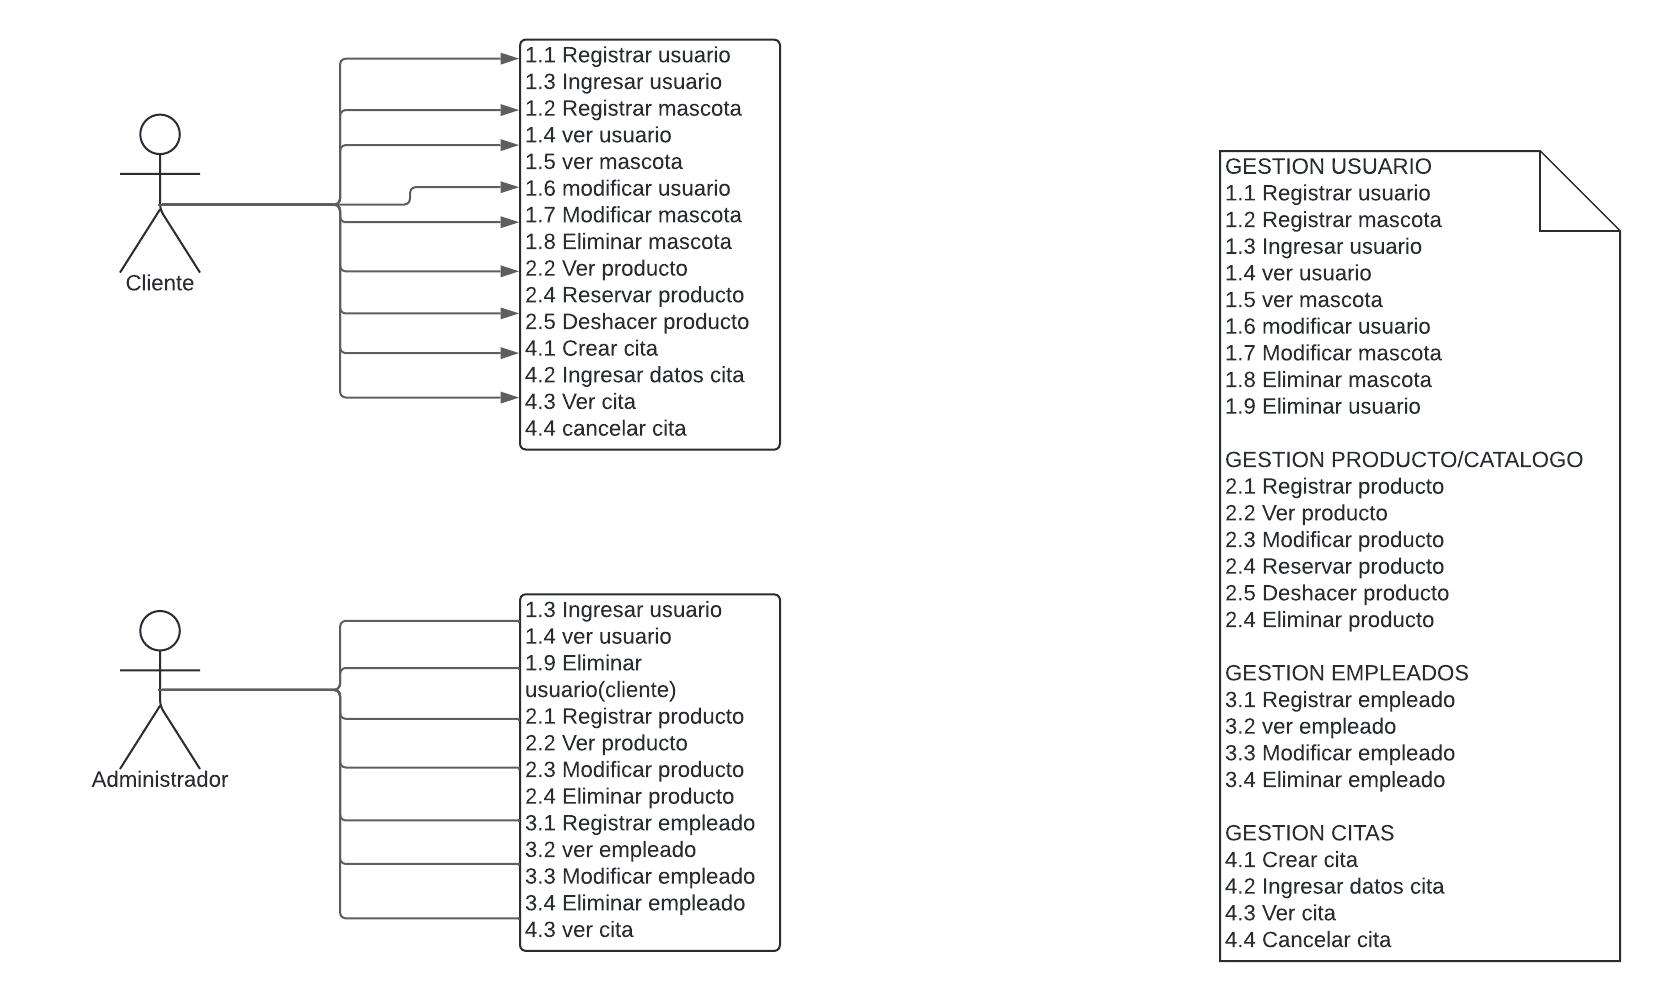 1.1 Registrar usuario
1.3 Ingresar usuario
1.2 Registrar mascota
1.4 ver usuario
1.5 ver mascota
1.6 modificar usuario
1.7 Modificar mascota
1.8 Eliminar mascota
2.2 Ver producto
2.4 Reservar producto
2.5 Deshacer producto
4.1 Crear cita
4.2 Ingresar datos cita
4.3 Ver cita
4.4 cancelar cita
Cliente
1.3 Ingresar usuario
1.4 ver usuario
1.9 Eliminar
usuario(cliente)
2.1 Registrar producto
2.2 Ver producto
2.3 Modificar producto
2.4 Eliminar producto
3.1 Registrar empleado
3.2 ver empleado
3.3 Modificar empleado
3.4 Eliminar empleado
4.3 ver cita
Administrador
GESTION USUARIO
1.1 Registrar usuario
1.2 Registrar mascota
1.3 Ingresar usuario
1.4 ver usuario
1.5 ver mascota
1.6 modificar usuario
1.7 Modificar mascota
1.8 Eliminar mascota
1.9 Eliminar usuario
GESTION PRODUCTO/CATALOGO
2.1 Registrar producto
2.2 Ver producto
2.3 Modificar producto
2.4 Reservar producto
2.5 Deshacer producto
2.4 Eliminar producto
GESTION EMPLEADOS
3.1 Registrar empleado
3.2 ver empleado
3.3 Modificar empleado
3.4 Eliminar empleado
GESTION CITAS
4.1 Crear cita
4.2 Ingresar datos cita
4.3 Ver cita
4.4 Cancelar cita